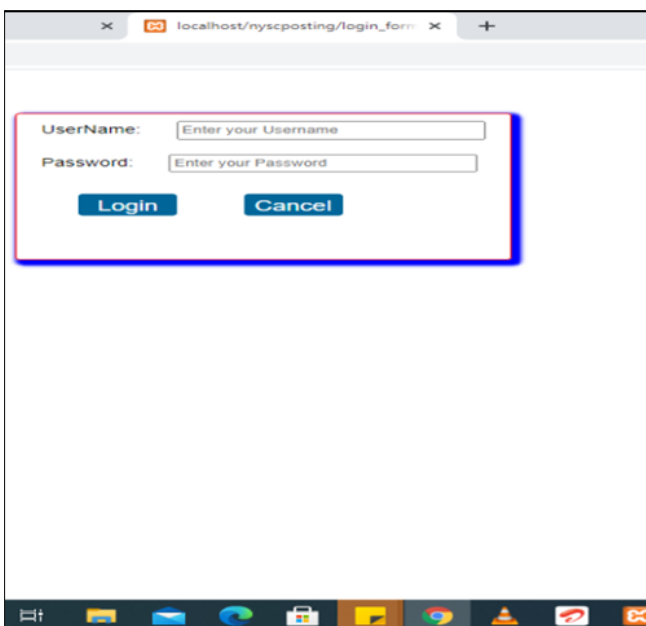 localhost/nyscposting/login_form
UserName: Enter your Username
Password: Enter your Password
Login Cancel